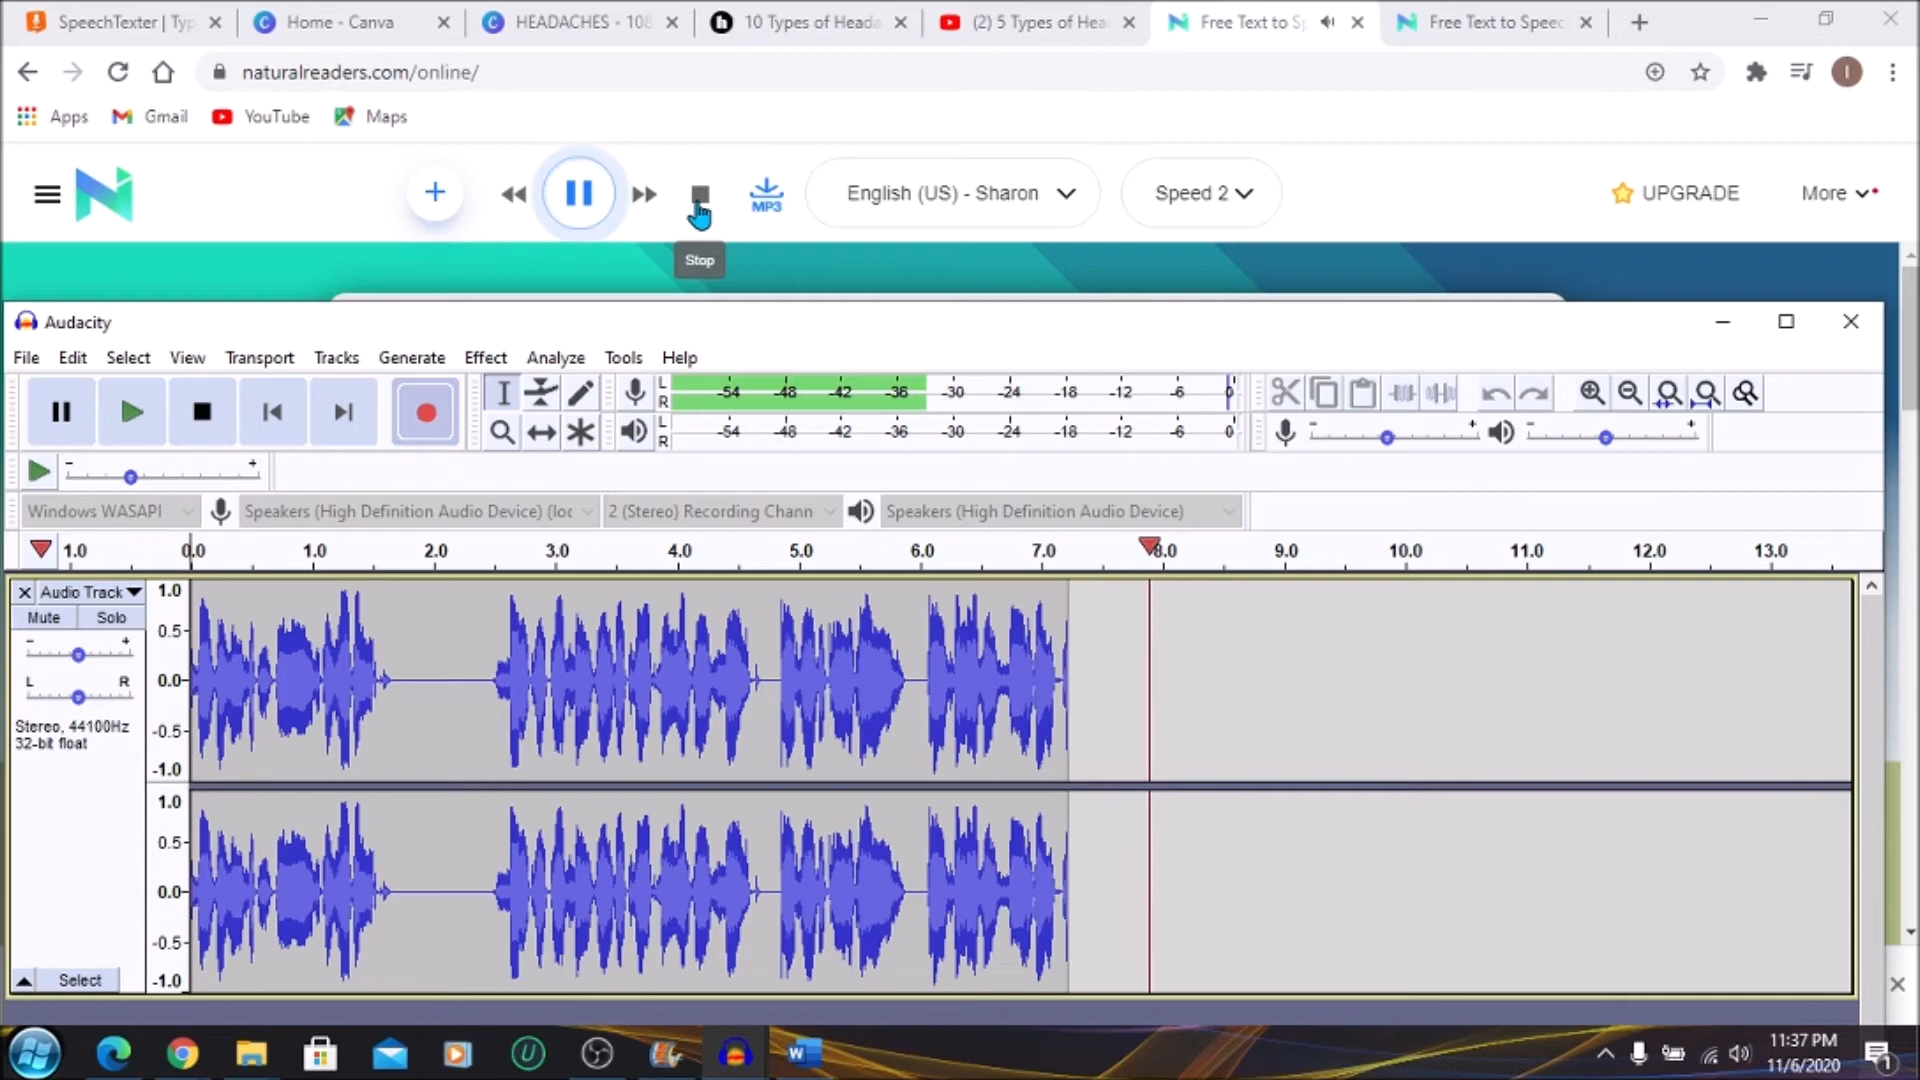 SpeechTexter | Typ
Home - Canva
HEADACHES - 108
10 Types of Heada
(2) 5 Types of Hea
Free Text to Sp
Free Text to Speec
naturalreaders.com/online/
Apps
Gmail
YouTube
Maps
MP3
English (US) - Sharon
Speed 2
UPGRADE
More
Stop
Audacity
File Edit Select View Transport Tracks Generate Effect Analyze Tools Help
L
R
-54 -48 -42 -36 -30 -24 -18 -12 -6 0
L
R
-54 -48 -42 -36 -30 -24 -18 -12 -6 0
Windows WASAPI
Speakers (High Definition Audio Device) (loc
2 (Stereo) Recording Chann
Speakers (High Definition Audio Device)
1.0 0.0 1.0 2.0 3.0 4.0 5.0 6.0 7.0 8.0 9.0 10.0 11.0 12.0 13.0
Audio Track
Mute Solo
- +
L R
Stereo, 44100Hz
32-bit float
Select
1.0
0.5
0.0
-0.5
-1.0
1.0
0.5
0.0
-0.5
-1.0
11:37 PM
11/6/2020
1